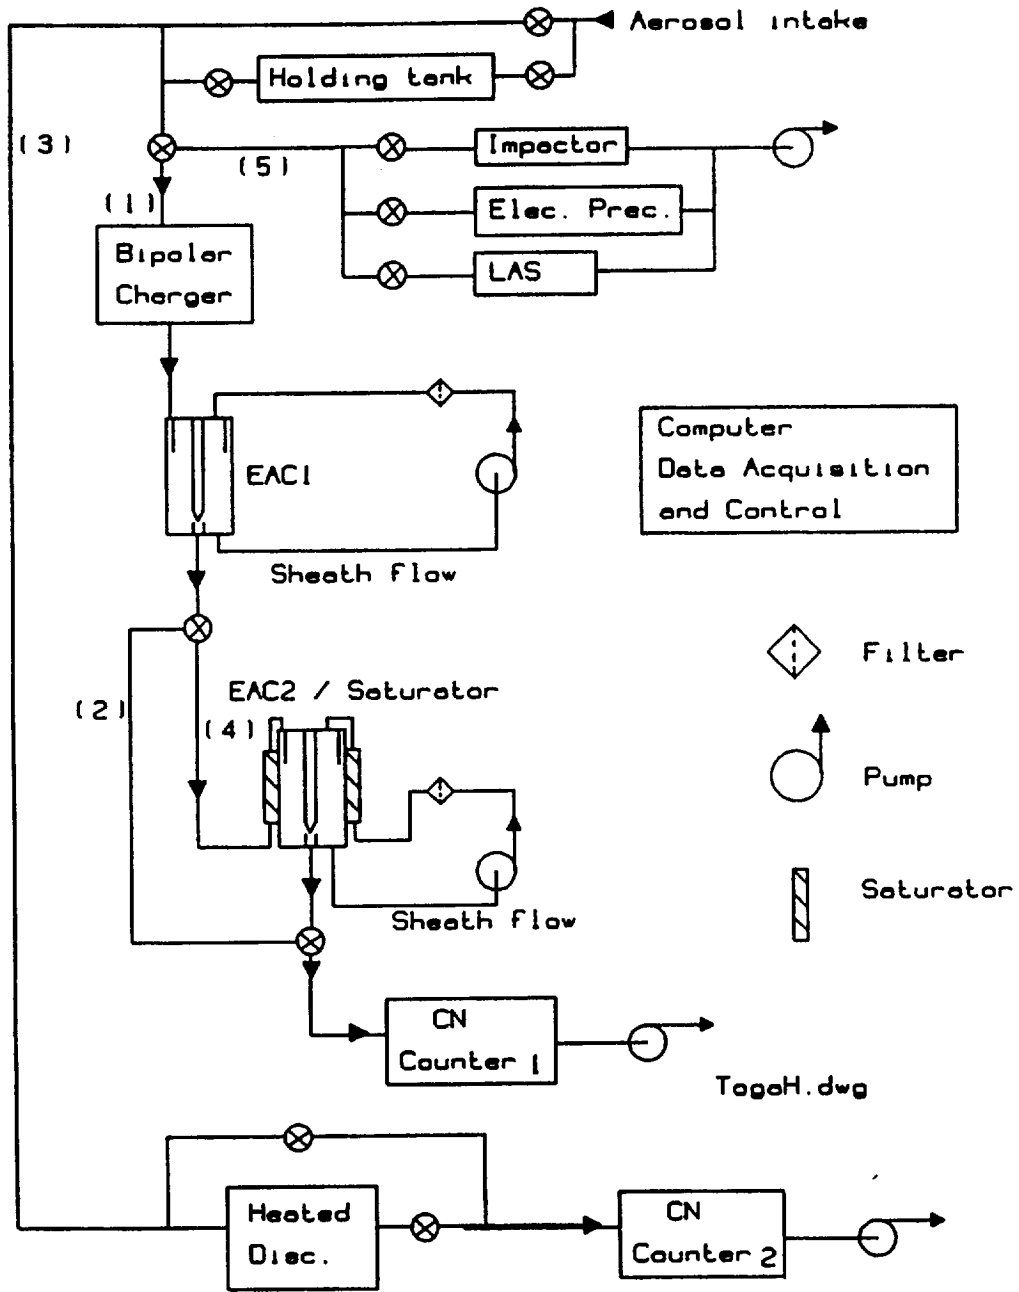 Aerosol intake
Holding tank
(3)
(5)
Impactor
(1)
Elec. Prec.
Bipolar
Charger
LAS
Computer
Data Acquisition
and Control
EAC1
Sheath flow
Filter
EAC2 / Saturator
(2)
(4)
Pump
Saturator
Sheath flow
CN
Counter 1
TogaH.dwg
Heated
Disc.
CN
Counter 2